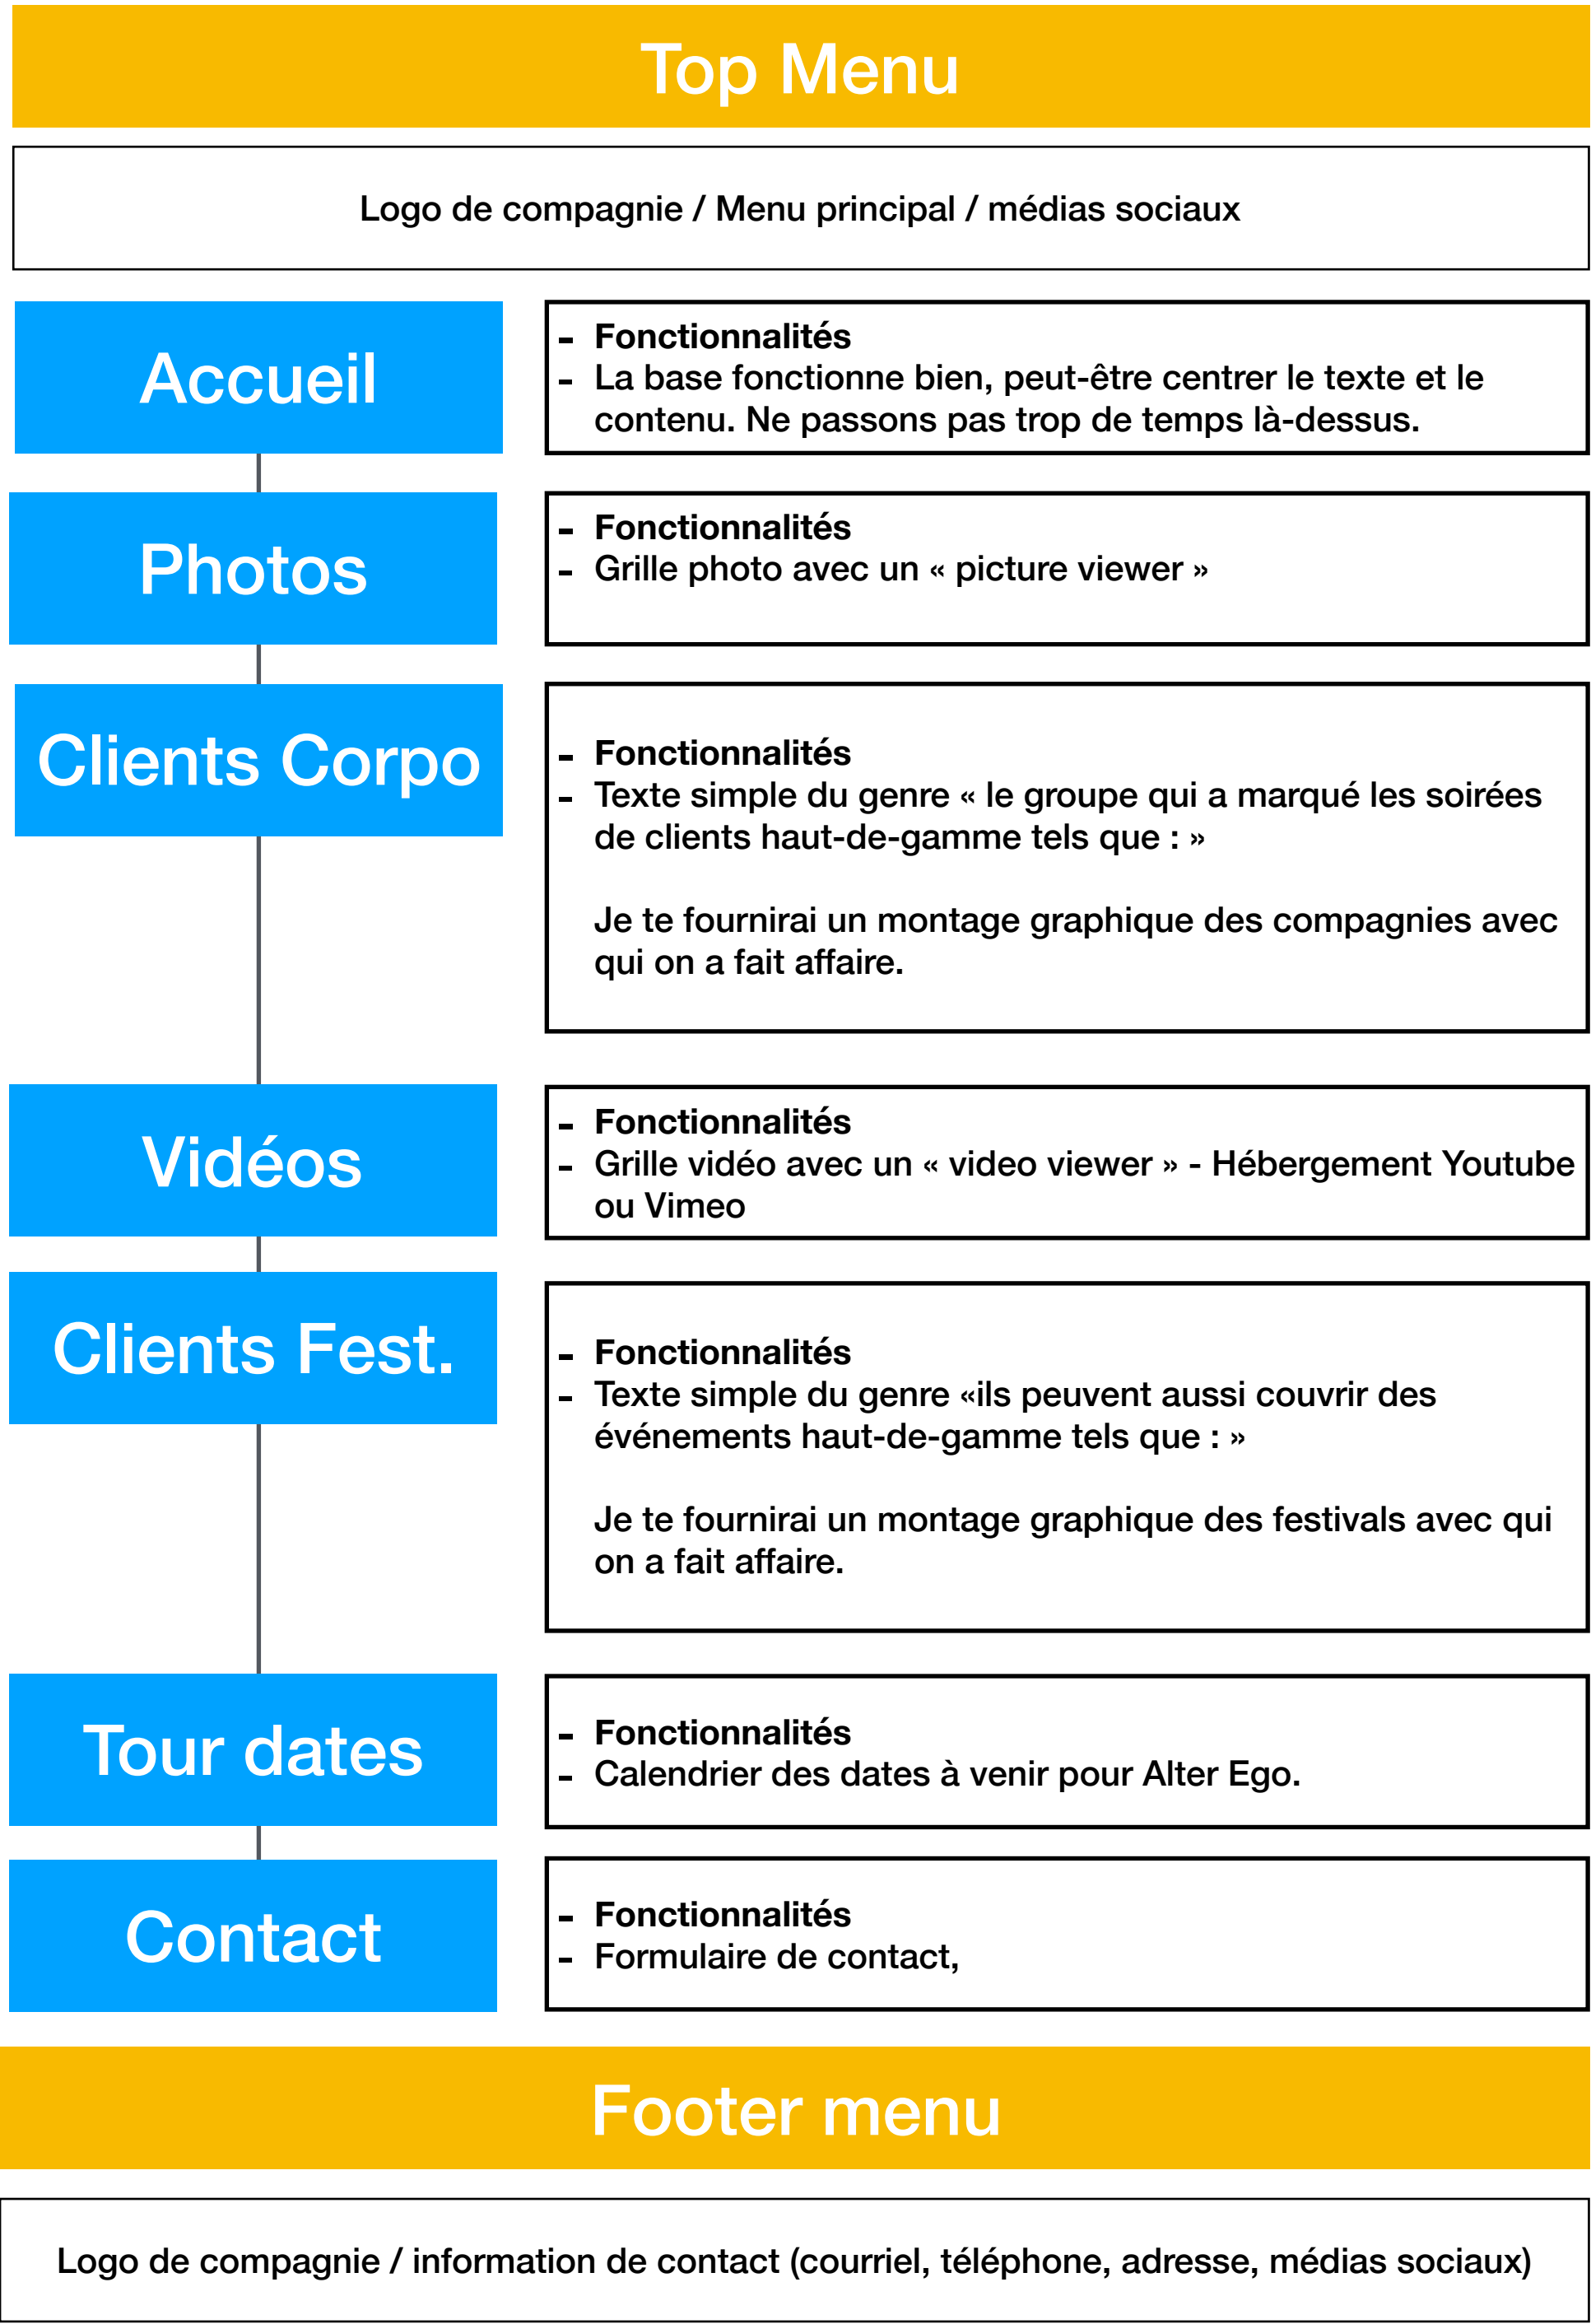 Top Menu
Logo de compagnie / Menu principal / médias sociaux
Accueil
- Fonctionnalités
- La base fonctionne bien, peut-être centrer le texte et le
contenu. Ne passons pas trop de temps là-dessus.
Photos
- Fonctionnalités
- Grille photo avec un « picture viewer »
Clients Corpo
- Fonctionnalités
- Texte simple du genre « le groupe qui a marqué les soirées
de clients haut-de-gamme tels que : »
Je te fournirai un montage graphique des compagnies avec
qui on a fait affaire.
Vidéos
- Fonctionnalités
- Grille vidéo avec un « video viewer » - Hébergement Youtube
ou Vimeo
Clients Fest.
- Fonctionnalités
- Texte simple du genre «ils peuvent aussi couvrir des
événements haut-de-gamme tels que : »
Je te fournirai un montage graphique des festivals avec qui
on a fait affaire.
Tour dates
- Fonctionnalités
- Calendrier des dates à venir pour Alter Ego.
Contact
- Fonctionnalités
- Formulaire de contact,
Footer menu
Logo de compagnie / information de contact (courriel, téléphone, adresse, médias sociaux)